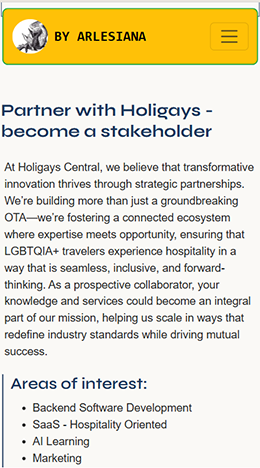 BY ARLESIANA
Partner with Holigays -
become a stakeholder
At Holigays Central, we believe that transformative
innovation thrives through strategic partnerships.
We’re building more than just a groundbreaking
OTA—we’re fostering a connected ecosystem
where expertise meets opportunity, ensuring that
LGBTQIA+ travelers experience hospitality in a
way that is seamless, inclusive, and forward-
thinking. As a prospective collaborator, your
knowledge and services could become an integral
part of our mission, helping us scale in ways that
redefine industry standards while driving mutual
success.
Areas of interest:
• Backend Software Development
• SaaS - Hospitality Oriented
• AI Learning
• Marketing